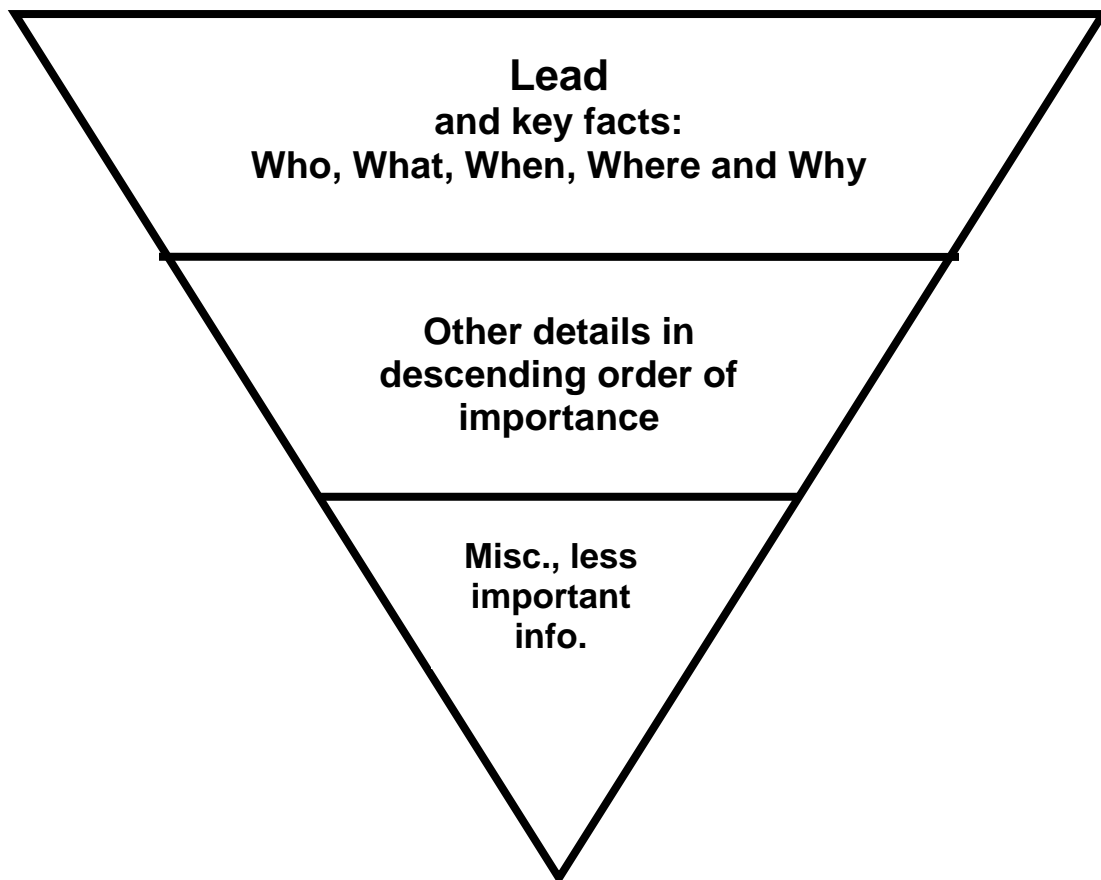 Lead
and key facts:
Who, What, When, Where and Why
Other details in
descending order of
importance
Misc., less
important
info.